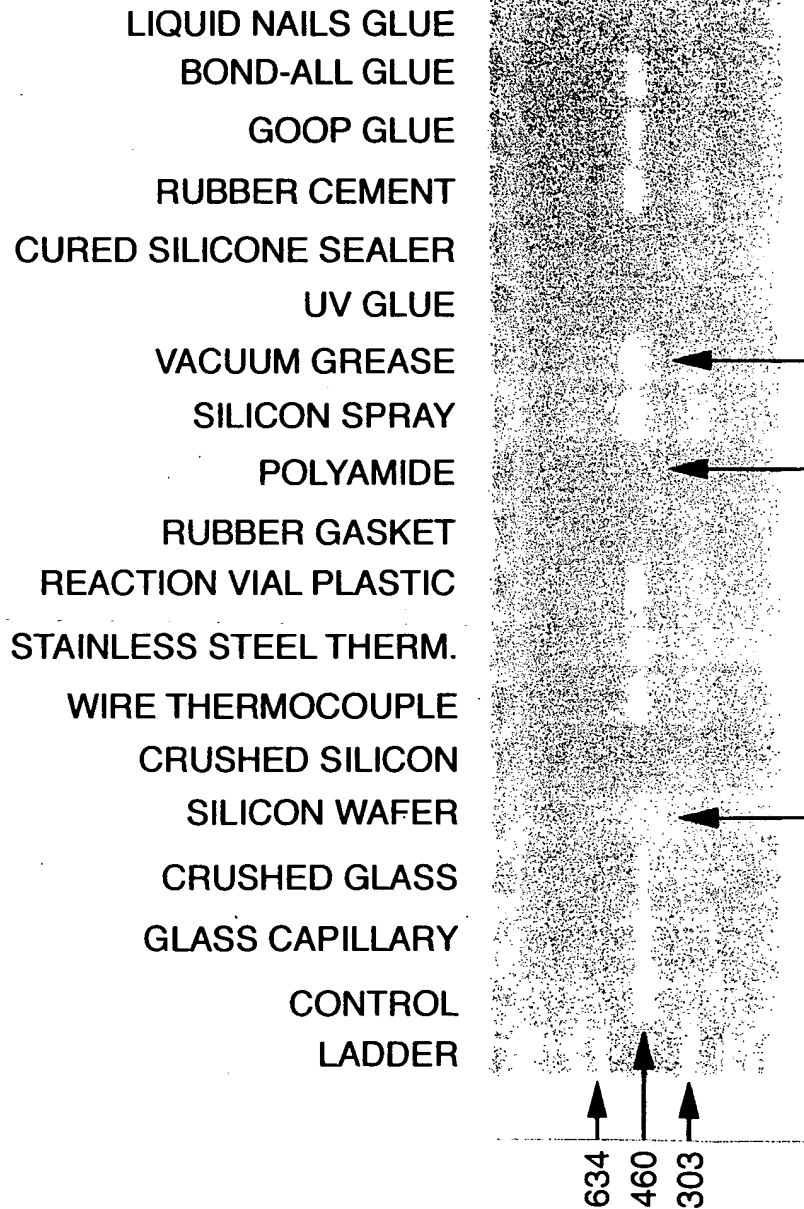 LIQUID NAILS GLUE
BOND-ALL GLUE
GOOP GLUE
RUBBER CEMENT
CURED SILICONE SEALER
UV GLUE
VACUUM GREASE
SILICON SPRAY
POLYAMIDE
RUBBER GASKET
REACTION VIAL PLASTIC
STAINLESS STEEL THERM.
WIRE THERMOCOUPLE
CRUSHED SILICON
SILICON WAFER
CRUSHED GLASS
GLASS CAPILLARY
CONTROL
LADDER
634
460
303